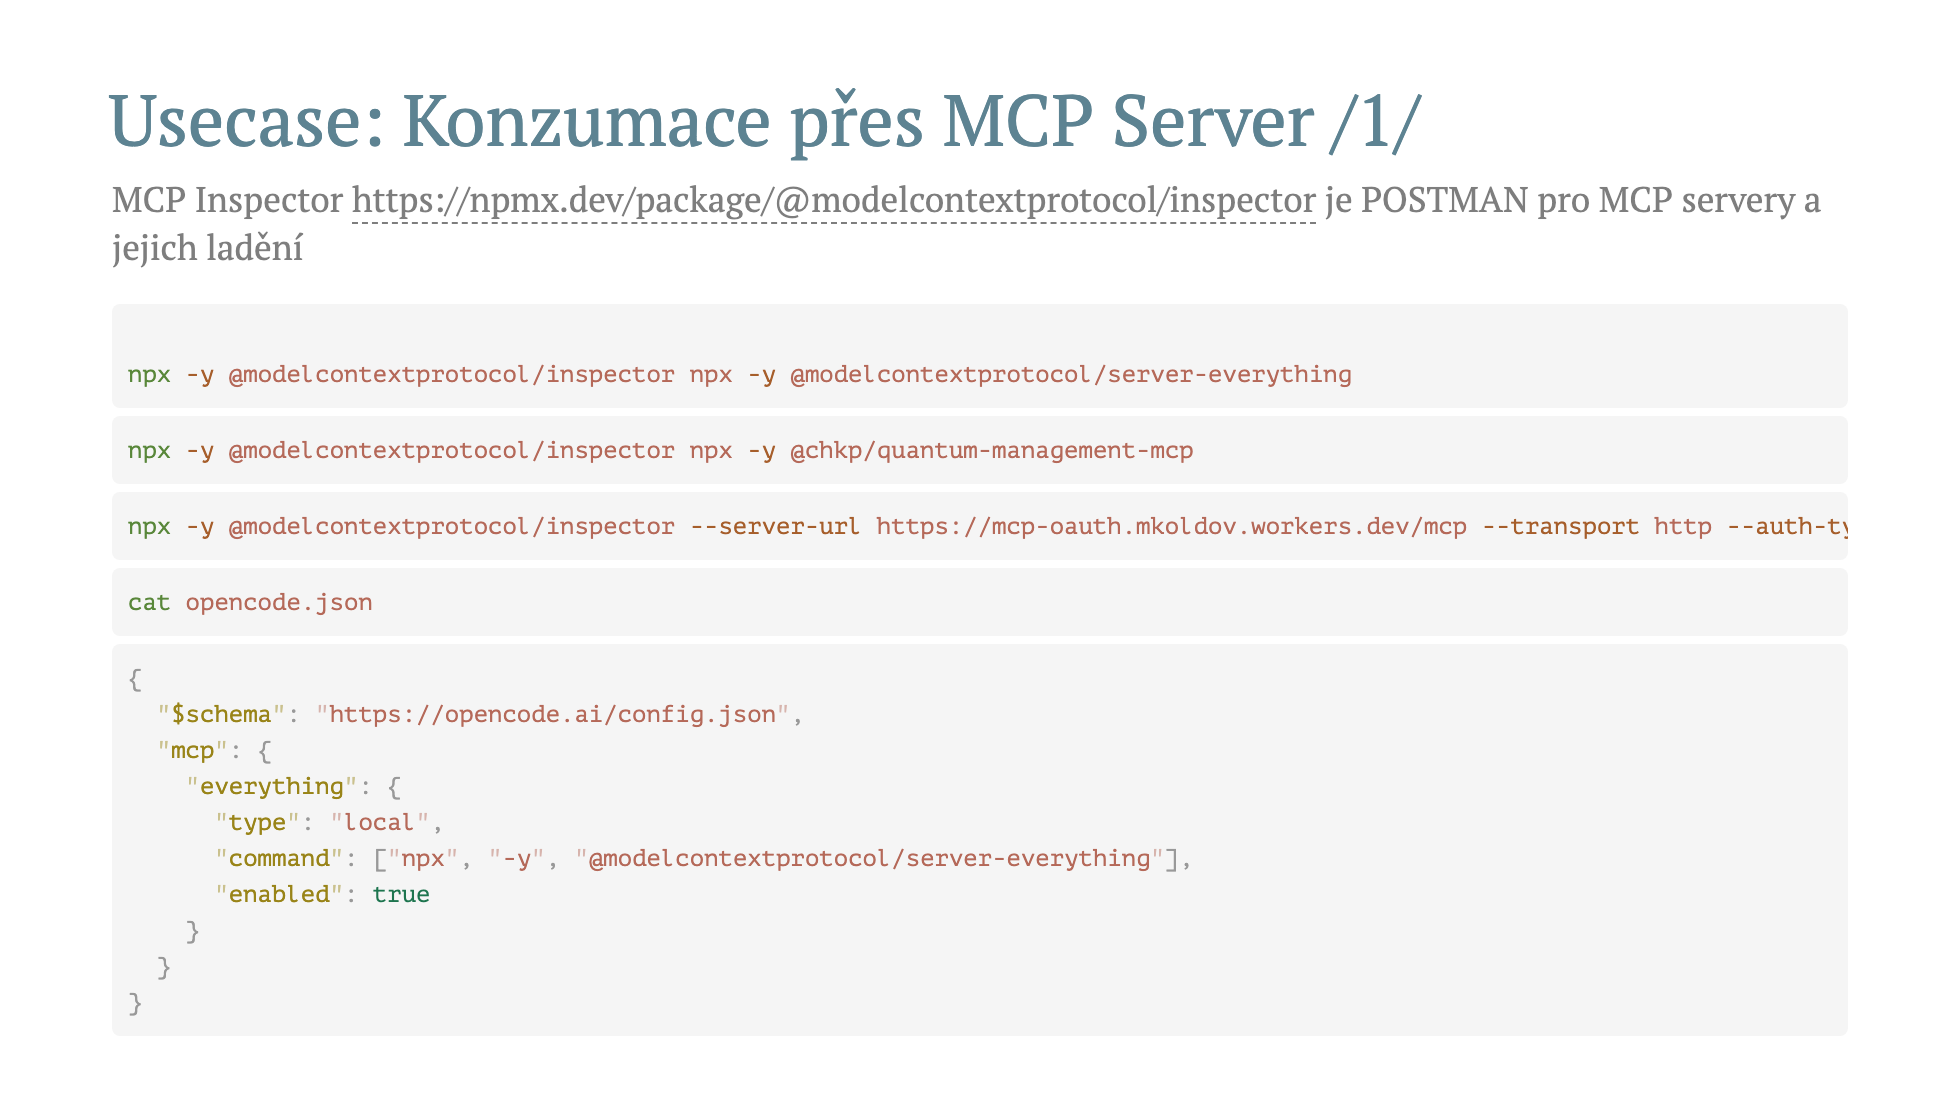 Usecase: Konzumace přes MCP Server /1/
MCP Inspector https://npmx.dev/package/@modelcontextprotocol/inspector je POSTMAN pro MCP servery a
jejich ladění
npx -y @modelcontextprotocol/inspector npx -y @modelcontextprotocol/server-everything
npx -y @modelcontextprotocol/inspector npx -y @chkp/quantum-management-mcp
npx -y @modelcontextprotocol/inspector --server-url https://mcp-oauth.mkoldov.workers.dev/mcp --transport http --auth-ty
cat opencode.json
{
  "$schema": "https://opencode.ai/config.json",
  "mcp": {
    "everything": {
      "type": "local",
      "command": ["npx", "-y", "@modelcontextprotocol/server-everything"],
      "enabled": true
    }
  }
}